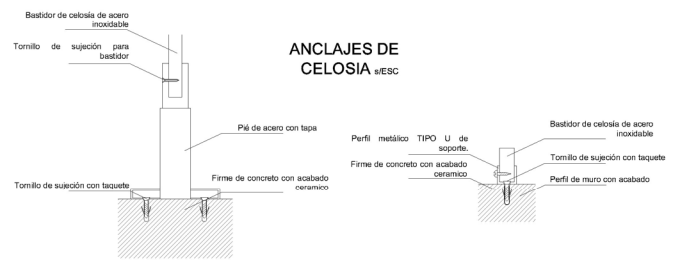 Bastidor de celosía de acero
inoxidable
Tornillo de sujeción para
bastidor
ANCLAJES DE
CELOSIA s/ESC
Pié de acero con tapa
Tornillo de sujeción con taquete
Firme de concreto con acabado
ceramico
Perfil metálico TIPO U de
soporte.
Firme de concreto con acabado
ceramico
Bastidor de celosía de acero
inoxidable
Tornillo de sujeción con taquete
Perfil de muro con acabado